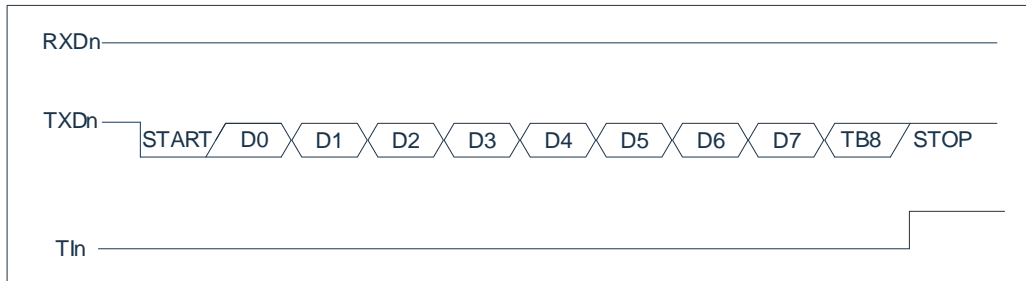 RXDn
TXDn
START D0 D1 D2 D3 D4 D5 D6 D7 TB8 STOP
TIn